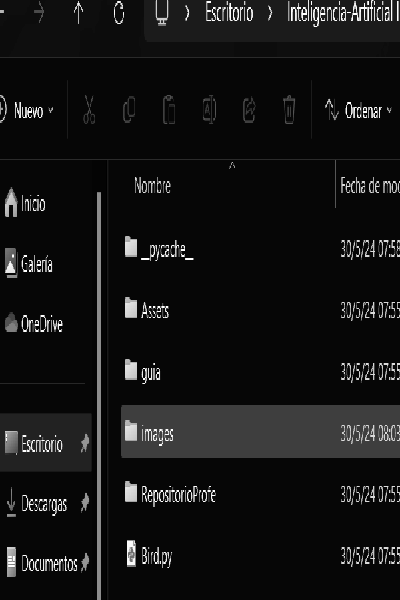 Escritorio > Inteligencia-Artificial I
Nuevo
Ordenar
Nombre
Fecha de mod
Inicio
Galería
OneDrive
Escritorio
Descargas
Documentos
__pycache__
30/5/24 07:58
Assets
30/5/24 07:55
guia
30/5/24 07:55
images
30/5/24 08:03
RepositorioProfe
30/5/24 07:55
Bird.py
30/5/24 07:55